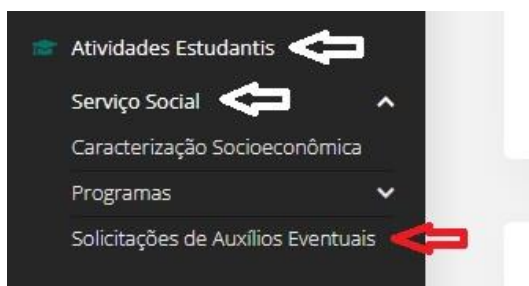 Atividades Estudantis
Serviço Social
Caracterização Socioeconômica
Programas
Solicitações de Auxílios Eventuais